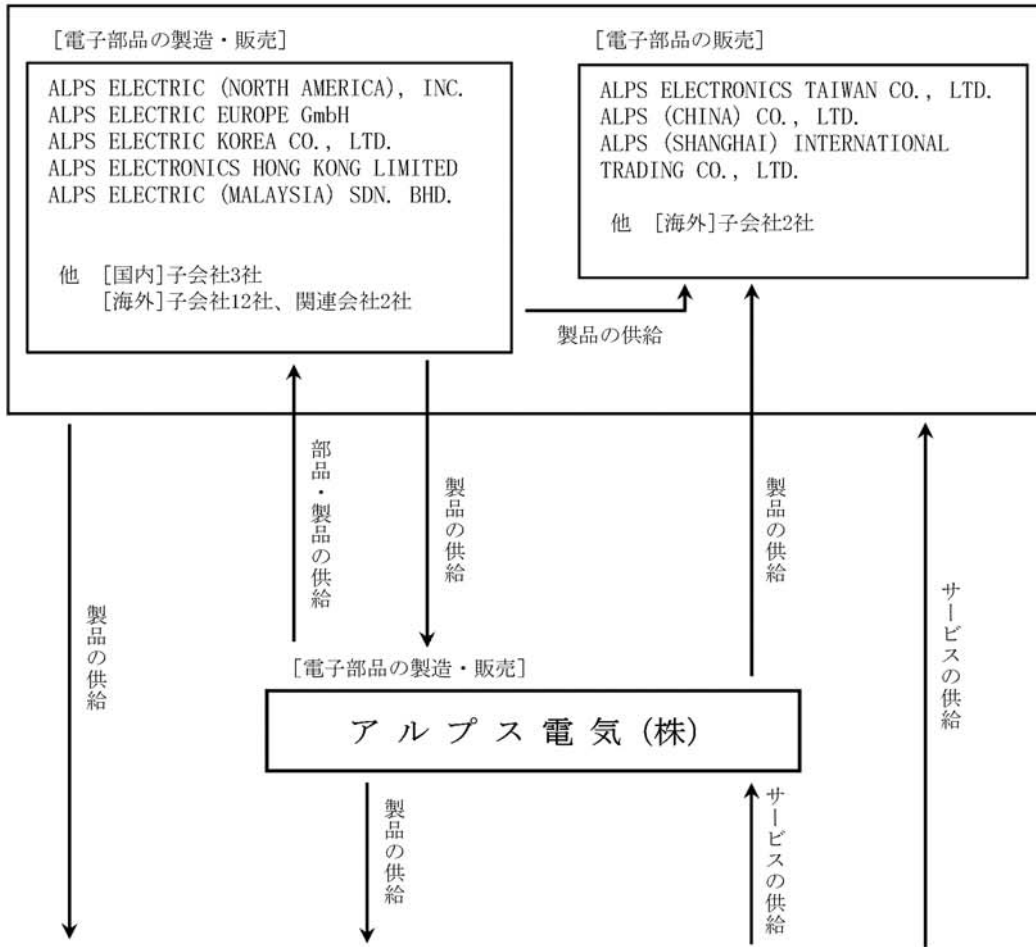 [電子部品の製造・販売]
ALPS ELECTRIC (NORTH AMERICA), INC.
ALPS ELECTRIC EUROPE GmbH
ALPS ELECTRIC KOREA CO., LTD.
ALPS ELECTRONICS HONG KONG LIMITED
ALPS ELECTRIC (MALAYSIA) SDN. BHD.
他 [国内]子会社3社
[海外]子会社12社、関連会社2社
[電子部品の販売]
ALPS ELECTRONICS TAIWAN CO., LTD.
ALPS (CHINA) CO., LTD.
ALPS (SHANGHAI) INTERNATIONAL
TRADING CO., LTD.
他 [海外]子会社2社
製品の供給
部品・製品の供給
製品の供給
製品の供給
製品の供給
サービスの供給
[電子部品の製造・販売]
アルプス電気(株)
製品の供給
サービスの供給